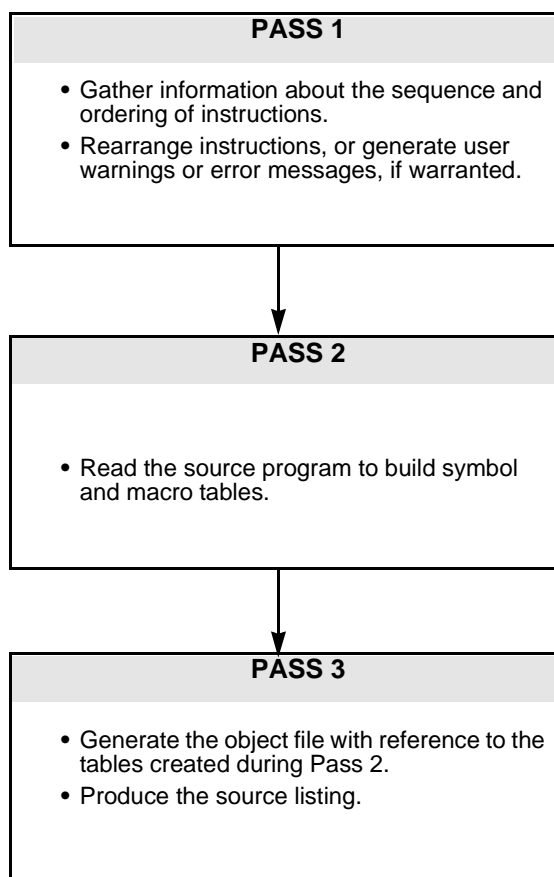 PASS 1
• Gather information about the sequence and
ordering of instructions.
• Rearrange instructions, or generate user
warnings or error messages, if warranted.
PASS 2
• Read the source program to build symbol
and macro tables.
PASS 3
• Generate the object file with reference to the
tables created during Pass 2.
• Produce the source listing.